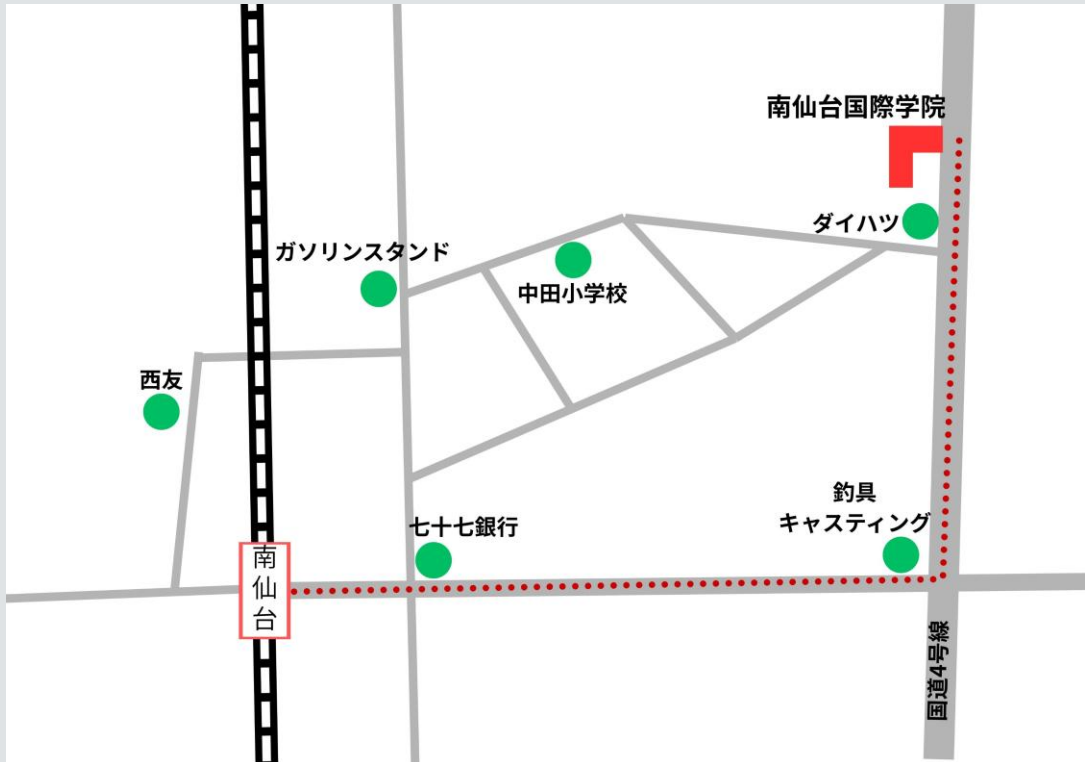 南仙台国際学院
ダイハツ
ガソリンスタンド
中田小学校
西友
釣具
キャスティング
七十七銀行
南仙台
国道4号線